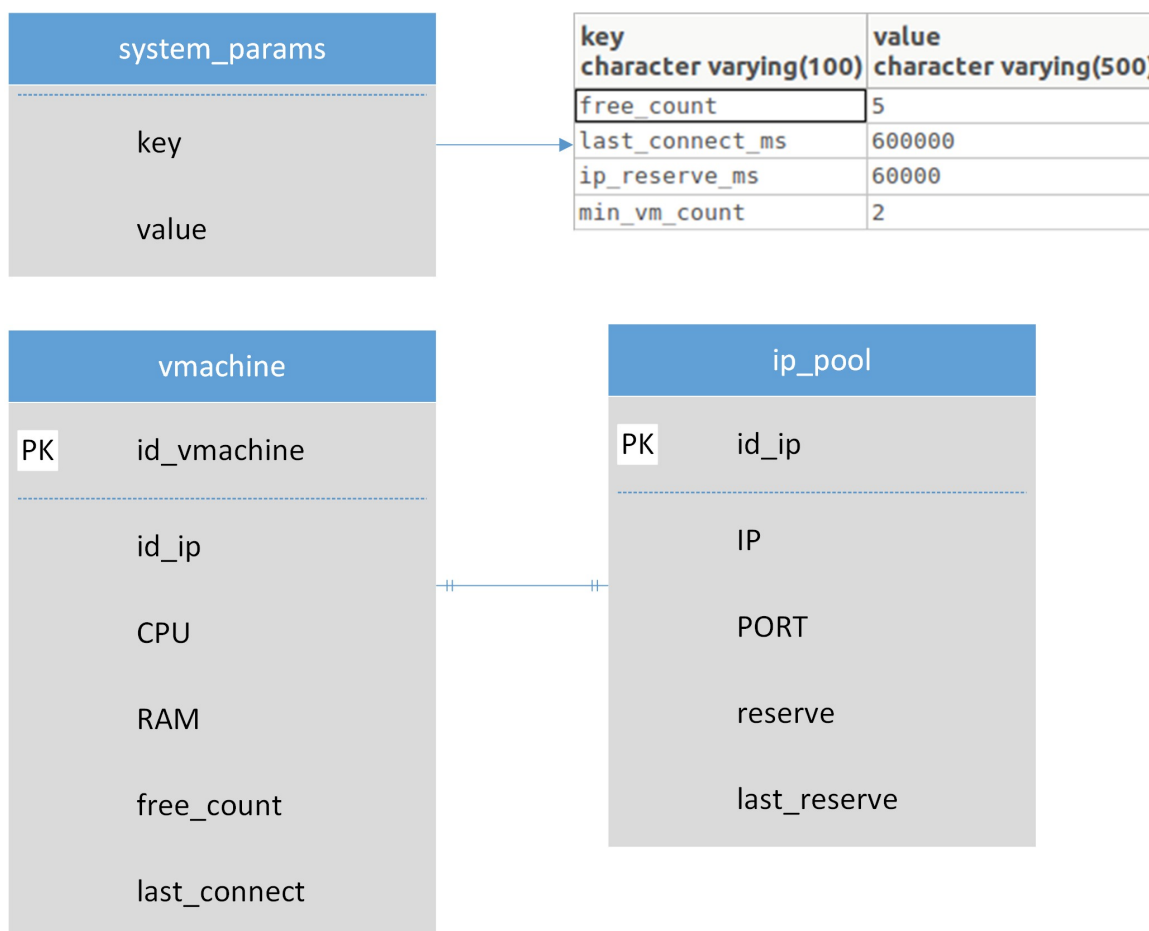 system_params
key
value
key value
character varying(100) character varying(500)
free_count 5
last_connect_ms 600000
ip_reserve_ms 60000
min_vm_count 2
vmachine
PK id_vmachine
id_ip
CPU
RAM
free_count
last_connect
ip_pool
PK id_ip
IP
PORT
reserve
last_reserve